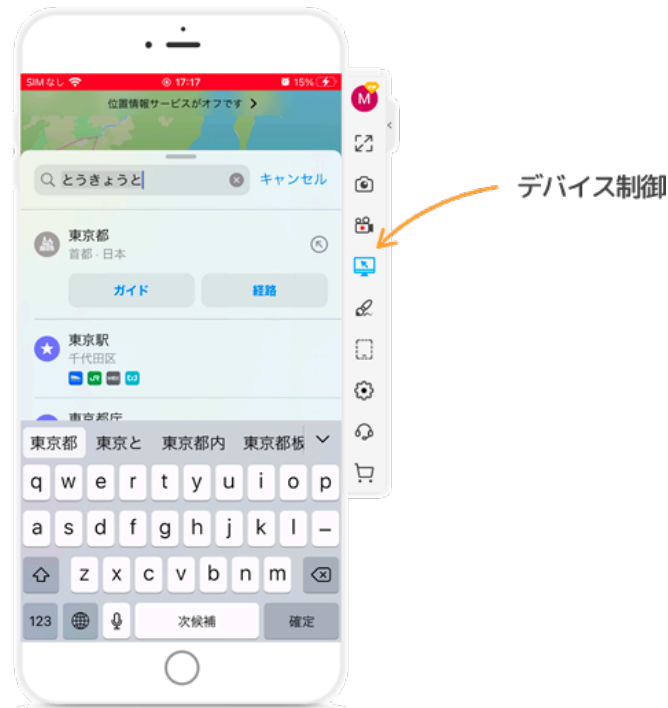 SIMなし
17:17
15%
位置情報サービスがオフです
M
とうきょうと
キャンセル
デバイス制御
東京都
首都 · 日本
ガイド
経路
東京駅
千代田区
JR
東京都庁
東京都
東京と
東京都内
東京都板
q w e r t y u i o p
a s d f g h j k l –
z x c v b n m
123
次候補
確定